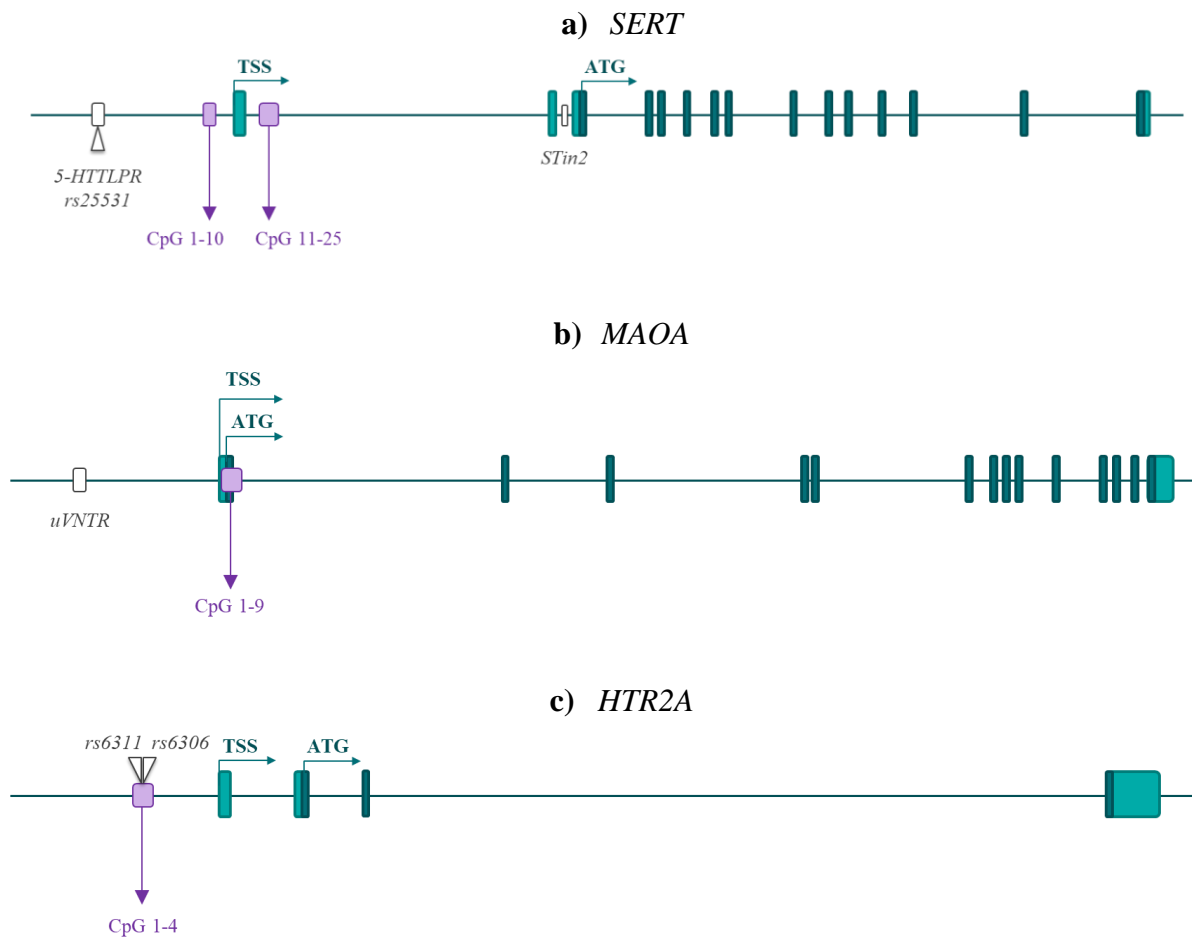 a) SERT
TSS
ATG
STin2
5-HTTLPR
rs25531
CpG 1-10
CpG 11-25
b) MAOA
TSS
ATG
uVNTR
CpG 1-9
c) HTR2A
rs6311 rs6306
TSS
ATG
CpG 1-4